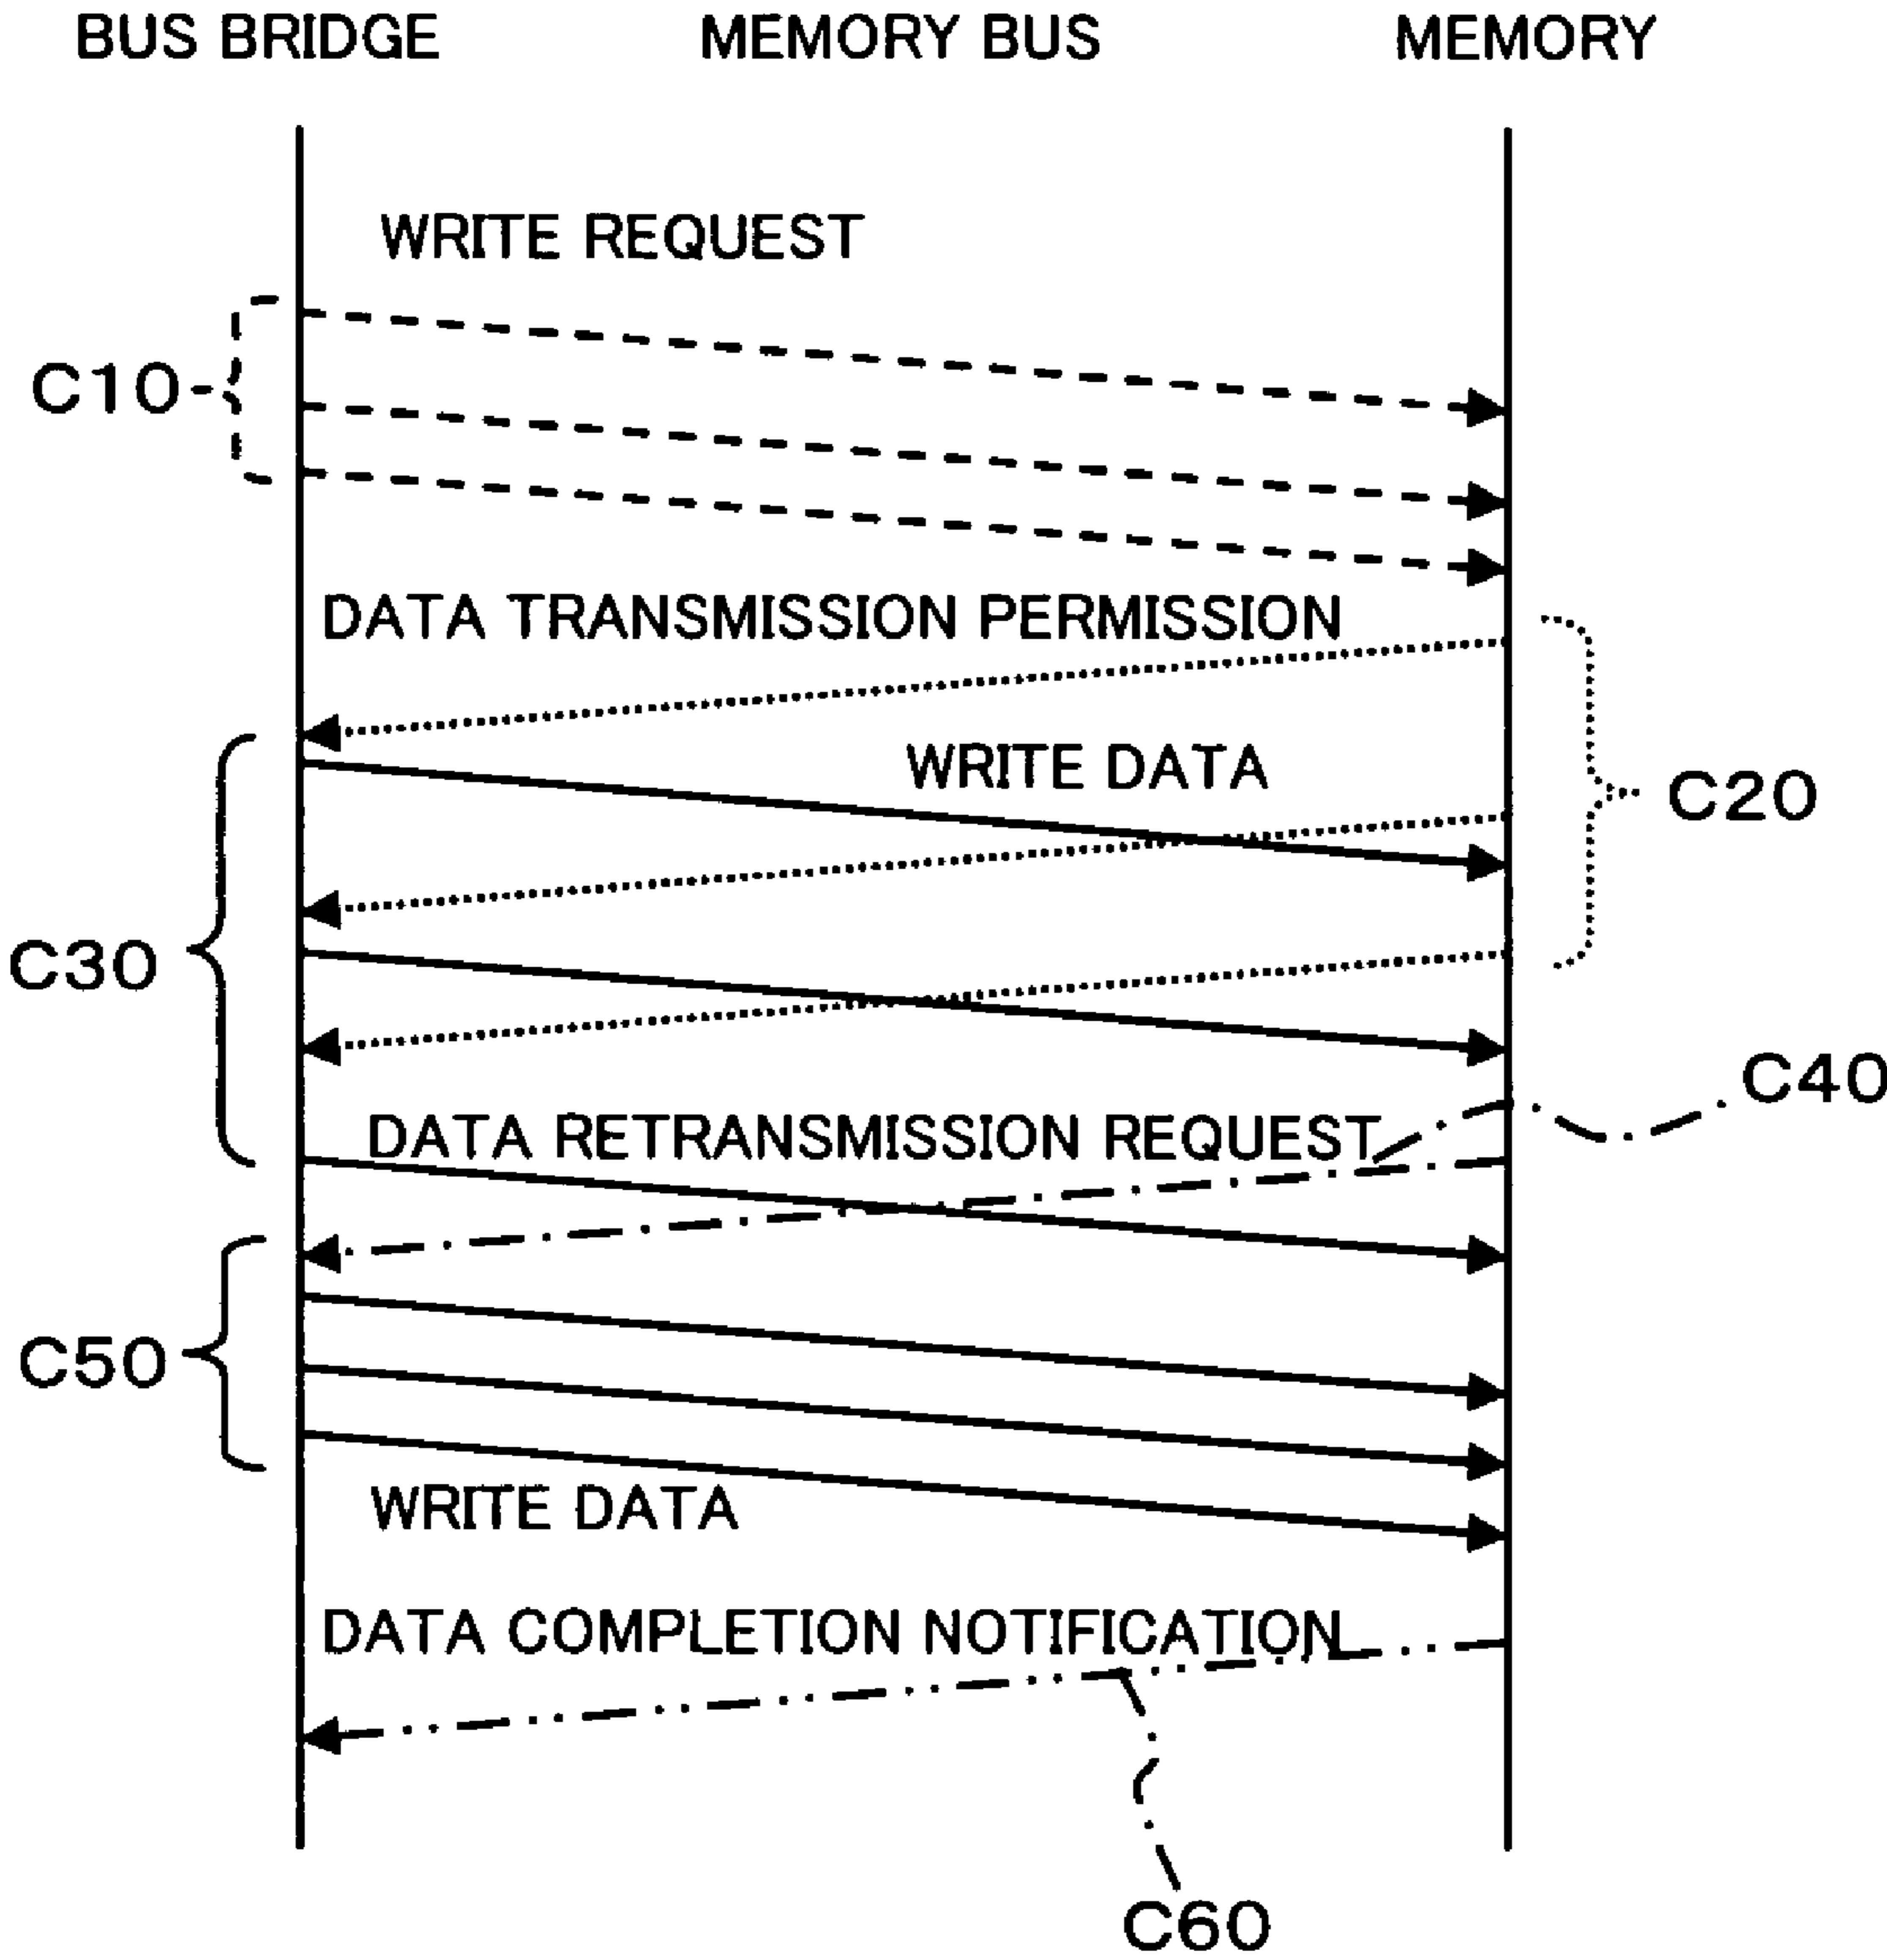 BUS BRIDGE MEMORY BUS MEMORY
WRITE REQUEST
C10
DATA TRANSMISSION PERMISSION
WRITE DATA
C20
C30
C40
DATA RETRANSMISSION REQUEST
C50
WRITE DATA
DATA COMPLETION NOTIFICATION
C60